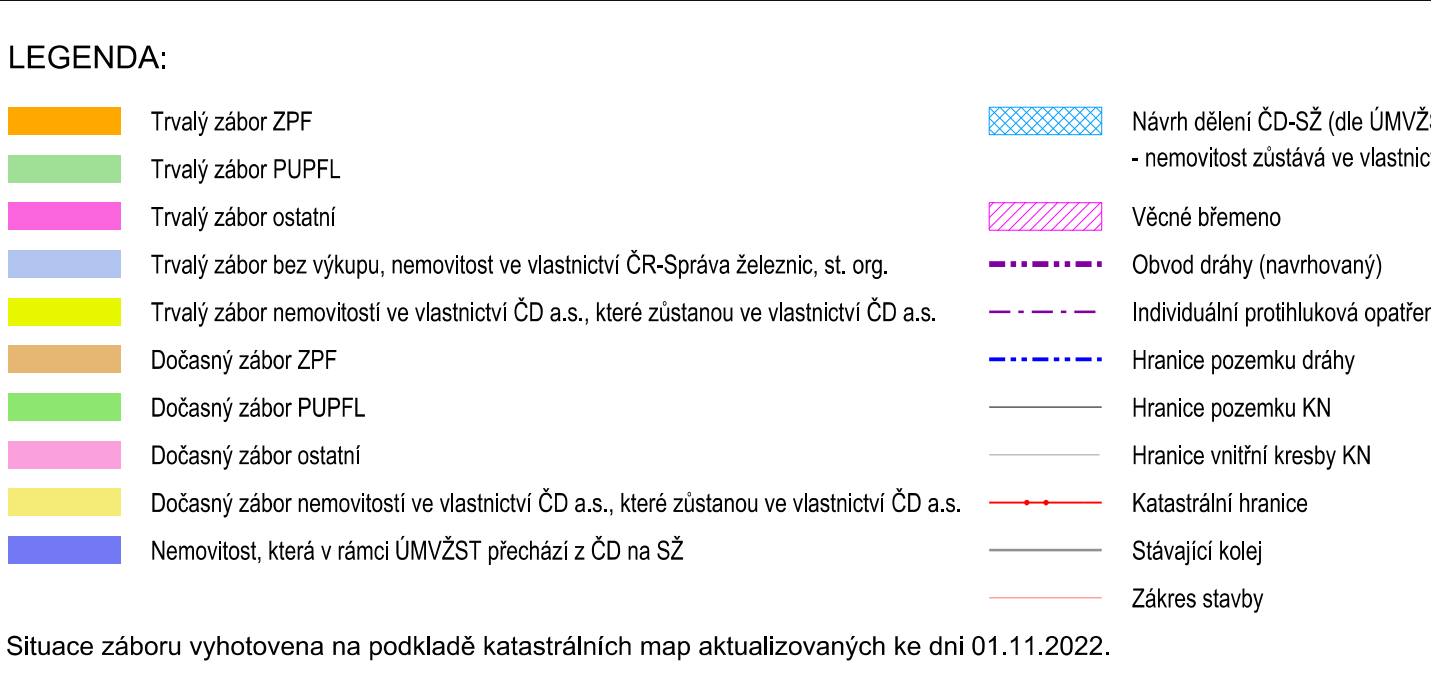 LEGENDA:
Trvalý zábor ZPF
Trvalý zábor PUPFL
Trvalý zábor ostatní
Trvalý zábor bez výkupu, nemovitost ve vlastnictví ČR-Správa železnic, st. org.
Trvalý zábor nemovitostí ve vlastnictví ČD a.s., které zůstanou ve vlastnictví ČD a.s.
Dočasný zábor ZPF
Dočasný zábor PUPFL
Dočasný zábor ostatní
Dočasný zábor nemovitostí ve vlastnictví ČD a.s., které zůstanou ve vlastnictví ČD a.s.
Nemovitost, která v rámci ÚMVŽST přechází z ČD na SŽ
Návrh dělení ČD-SŽ (dle
- nemovitost zůstává ve
Věcné břemeno
Obvod dráhy (navrhovaný)
Individuální protihluková
Hranice pozemku dráhy
Hranice pozemku KN
Hranice vnitřní kresby KN
Katastrální hranice
Stávající kolej
Zákres stavby
Situace záboru vyhotovena na podkladě katastrálních map aktualizovaných ke dni 01.11.2022.